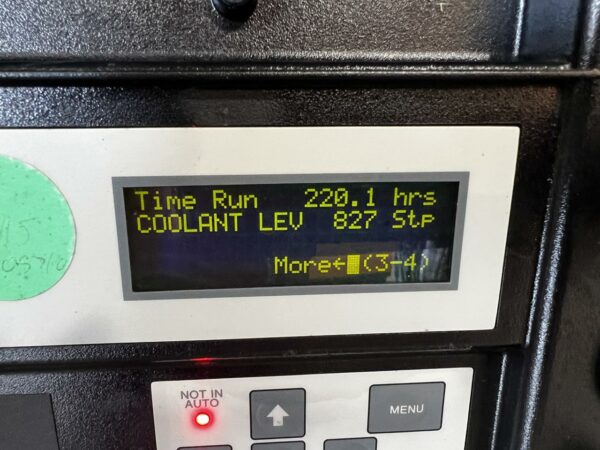 Time Run 220.1 hrs
COOLANT LEV 827 Stp
More←(3-4)
NOT IN
AUTO
MENU